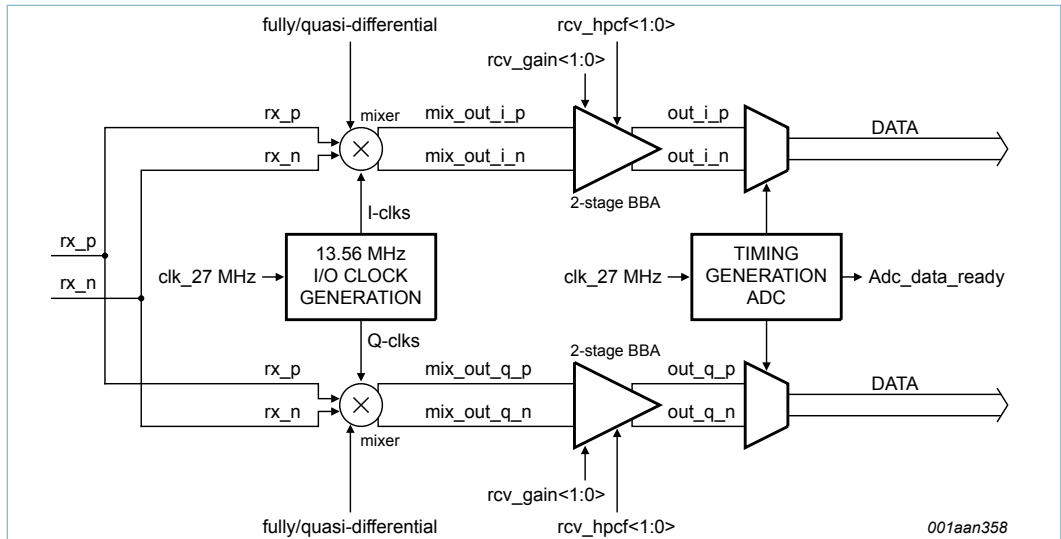 fully/quasi-differential
rcv_hpcf<1:0>
rcv_gain<1:0>
rx_p
mixer
mix_out_i_p
out_i_p
DATA
rx_n
mix_out_i_n
out_i_n
2-stage BBA
I-clks
rx_p
rx_n
clk_27 MHz
13.56 MHz
I/O CLOCK
GENERATION
clk_27 MHz
TIMING
GENERATION
ADC
Adc_data_ready
Q-clks
2-stage BBA
rx_p
mix_out_q_p
out_q_p
DATA
rx_n
mix_out_q_n
out_q_n
mixer
rcv_gain<1:0>
fully/quasi-differential
rcv_hpcf<1:0>
001aan358